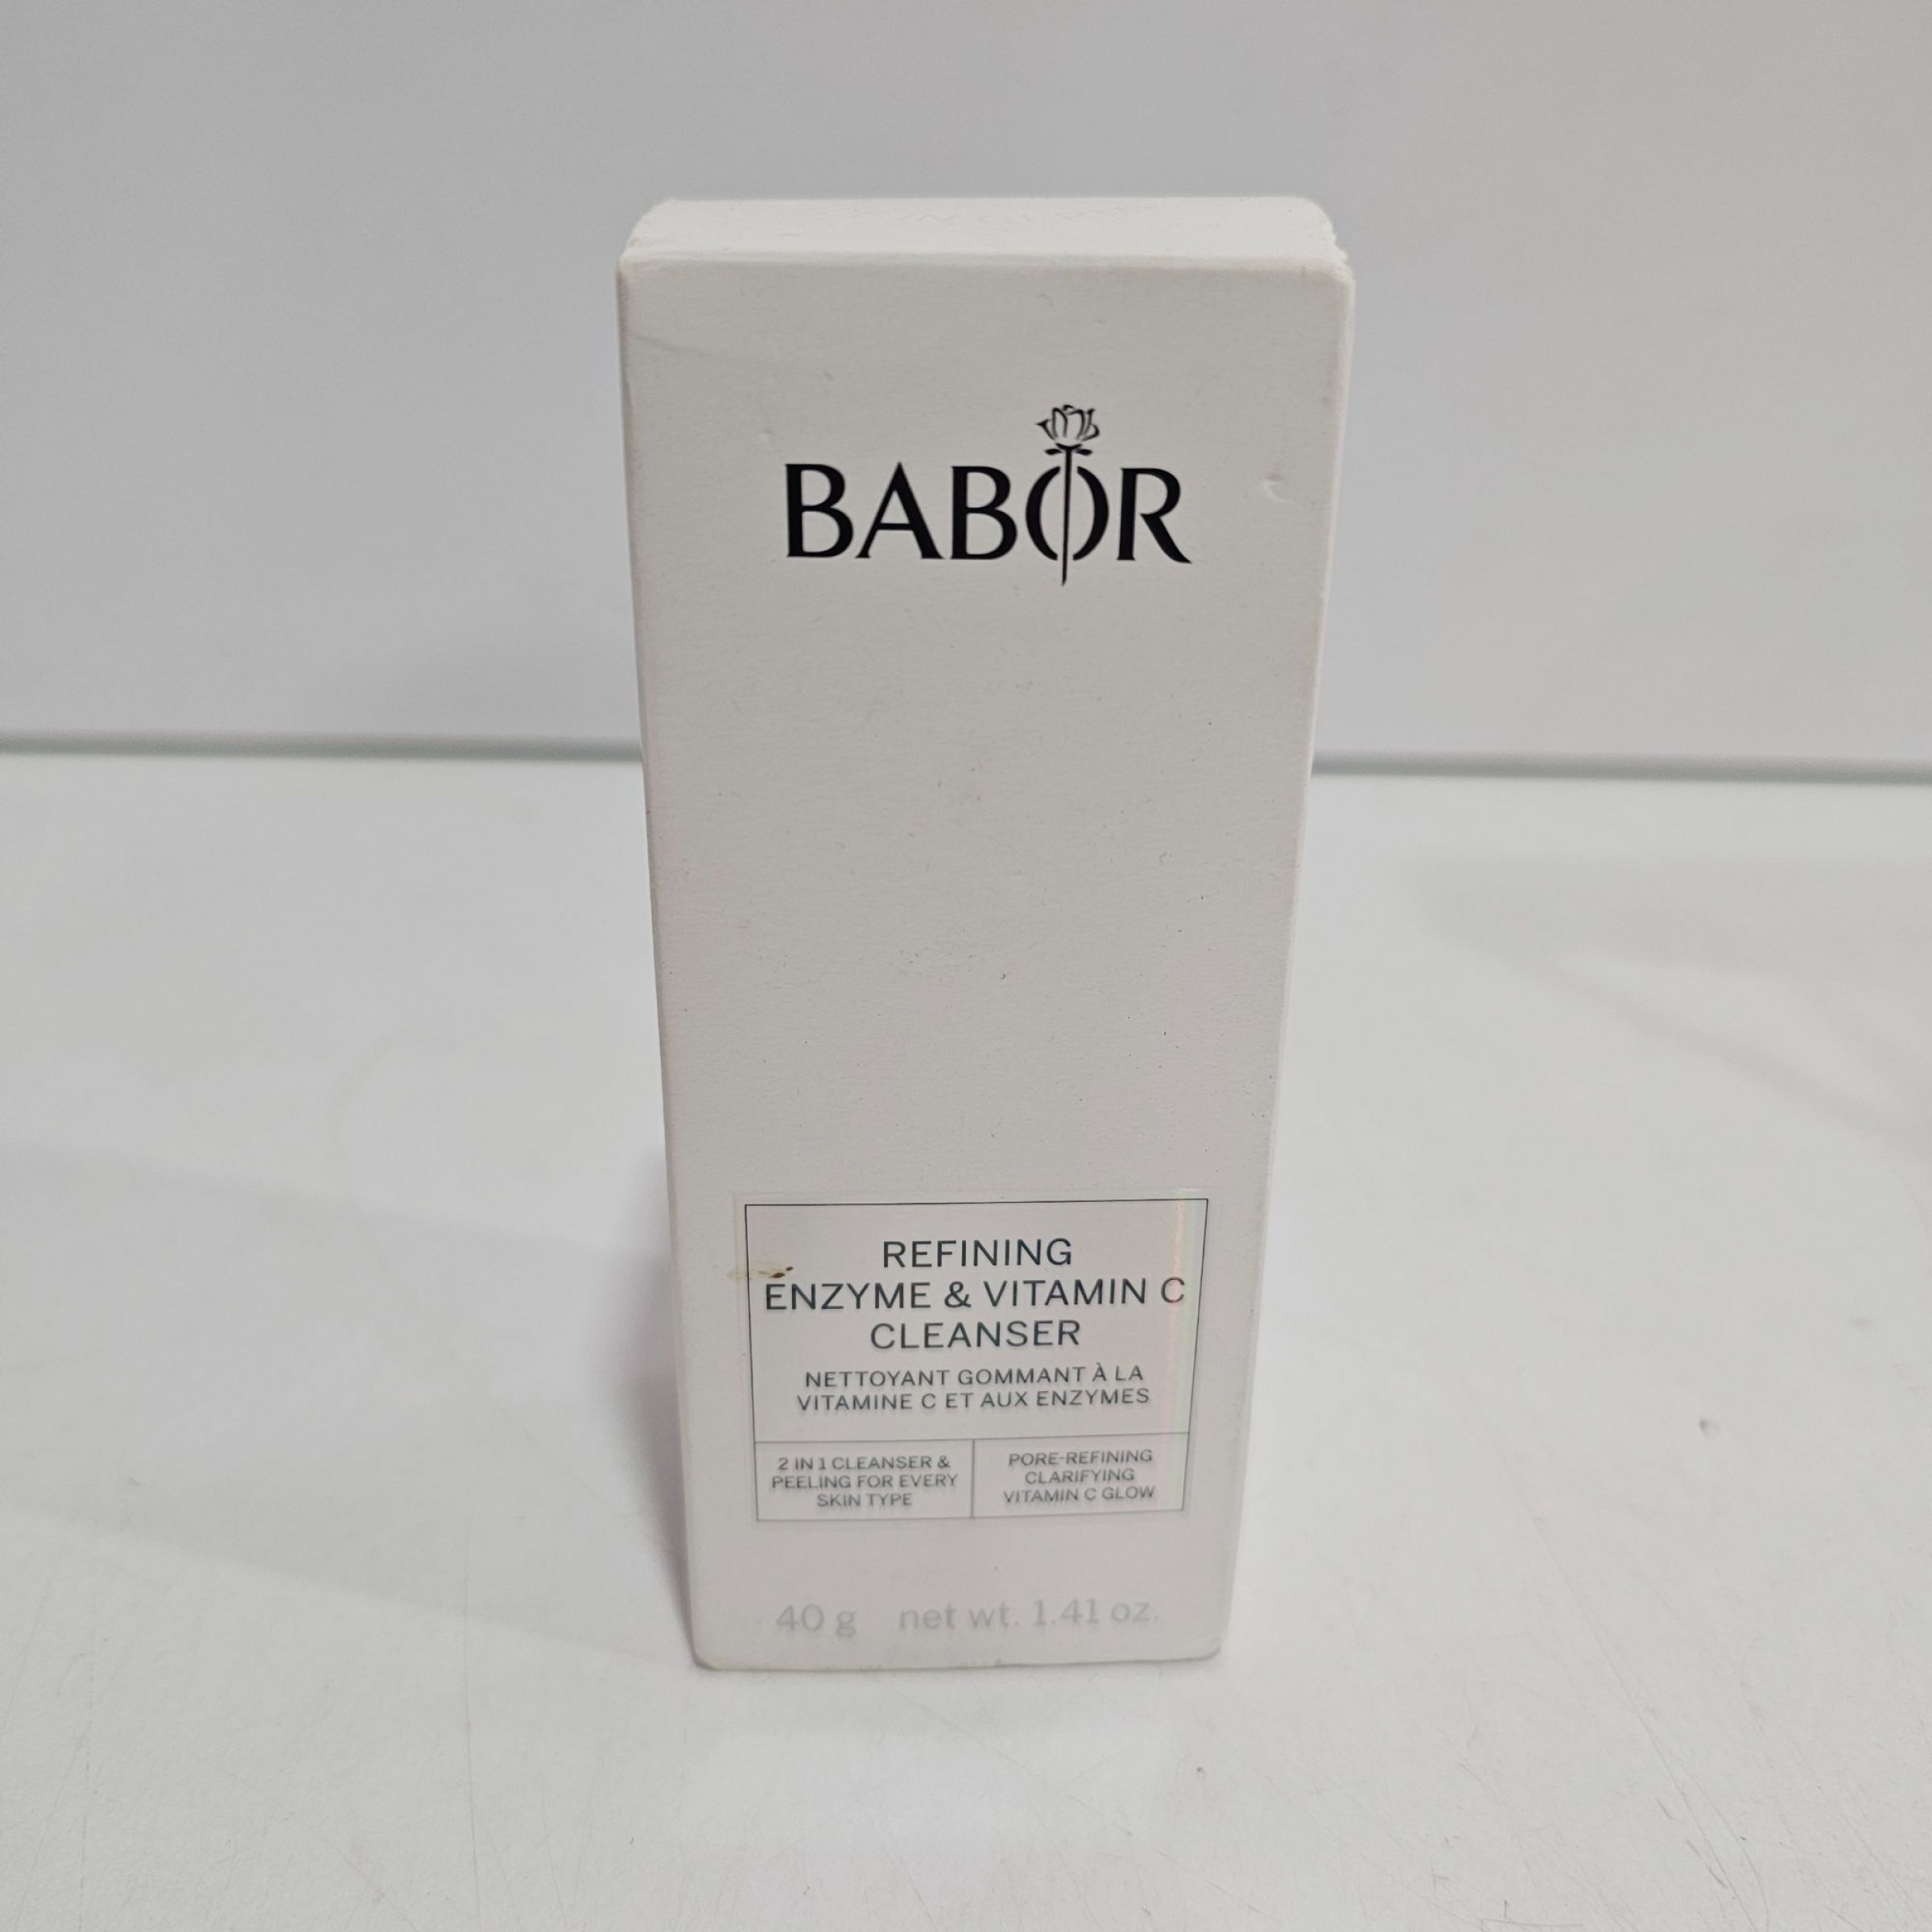 BABOR
REFINING
ENZYME & VITAMIN C
CLEANSER
NETTOYANT GOMMANT À LA
VITAMINE C ET AUX ENZYMES
2 IN 1 CLEANSER &
PEELING FOR EVERY
SKIN TYPE
PORE-REFINING
CLARIFYING
VITAMIN C GLOW
40 g net wt. 1.41 oz.